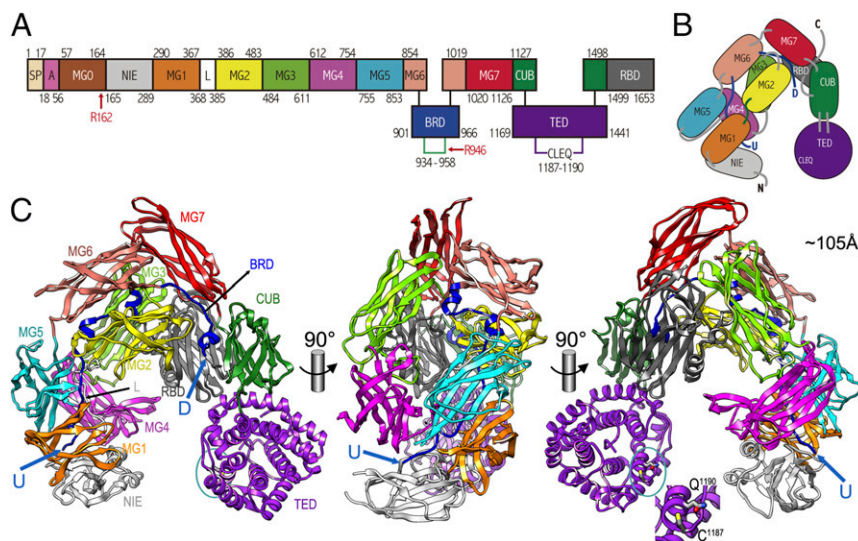 A
1 17 57 164 290 367 386 483 612 754 854 1019 1127 1498
SP A MG0 NIE MG1 L MG2 MG3 MG4 MG5 MG6 MG7 CUB RBD
18 56 165 289 368 385 484 611 755 853 1020 1126 1499 1653
R162
BRD TED
901 966 1169 1441
934 - 958 R946 CLEQ
1187-1190
B
C
MG7
MG6
MG3
RBD
MG2
CUB
D
MG5
MG4
MG1
U
TED
NIE
CLEQ
N
C
MG7
MG6
MG3
BRD
CUB
MG5
MG2
L
RBD
D
MG4
MG1
U
NIE
TED
90°
U
90°
~105Å
U
Q1190
C1187